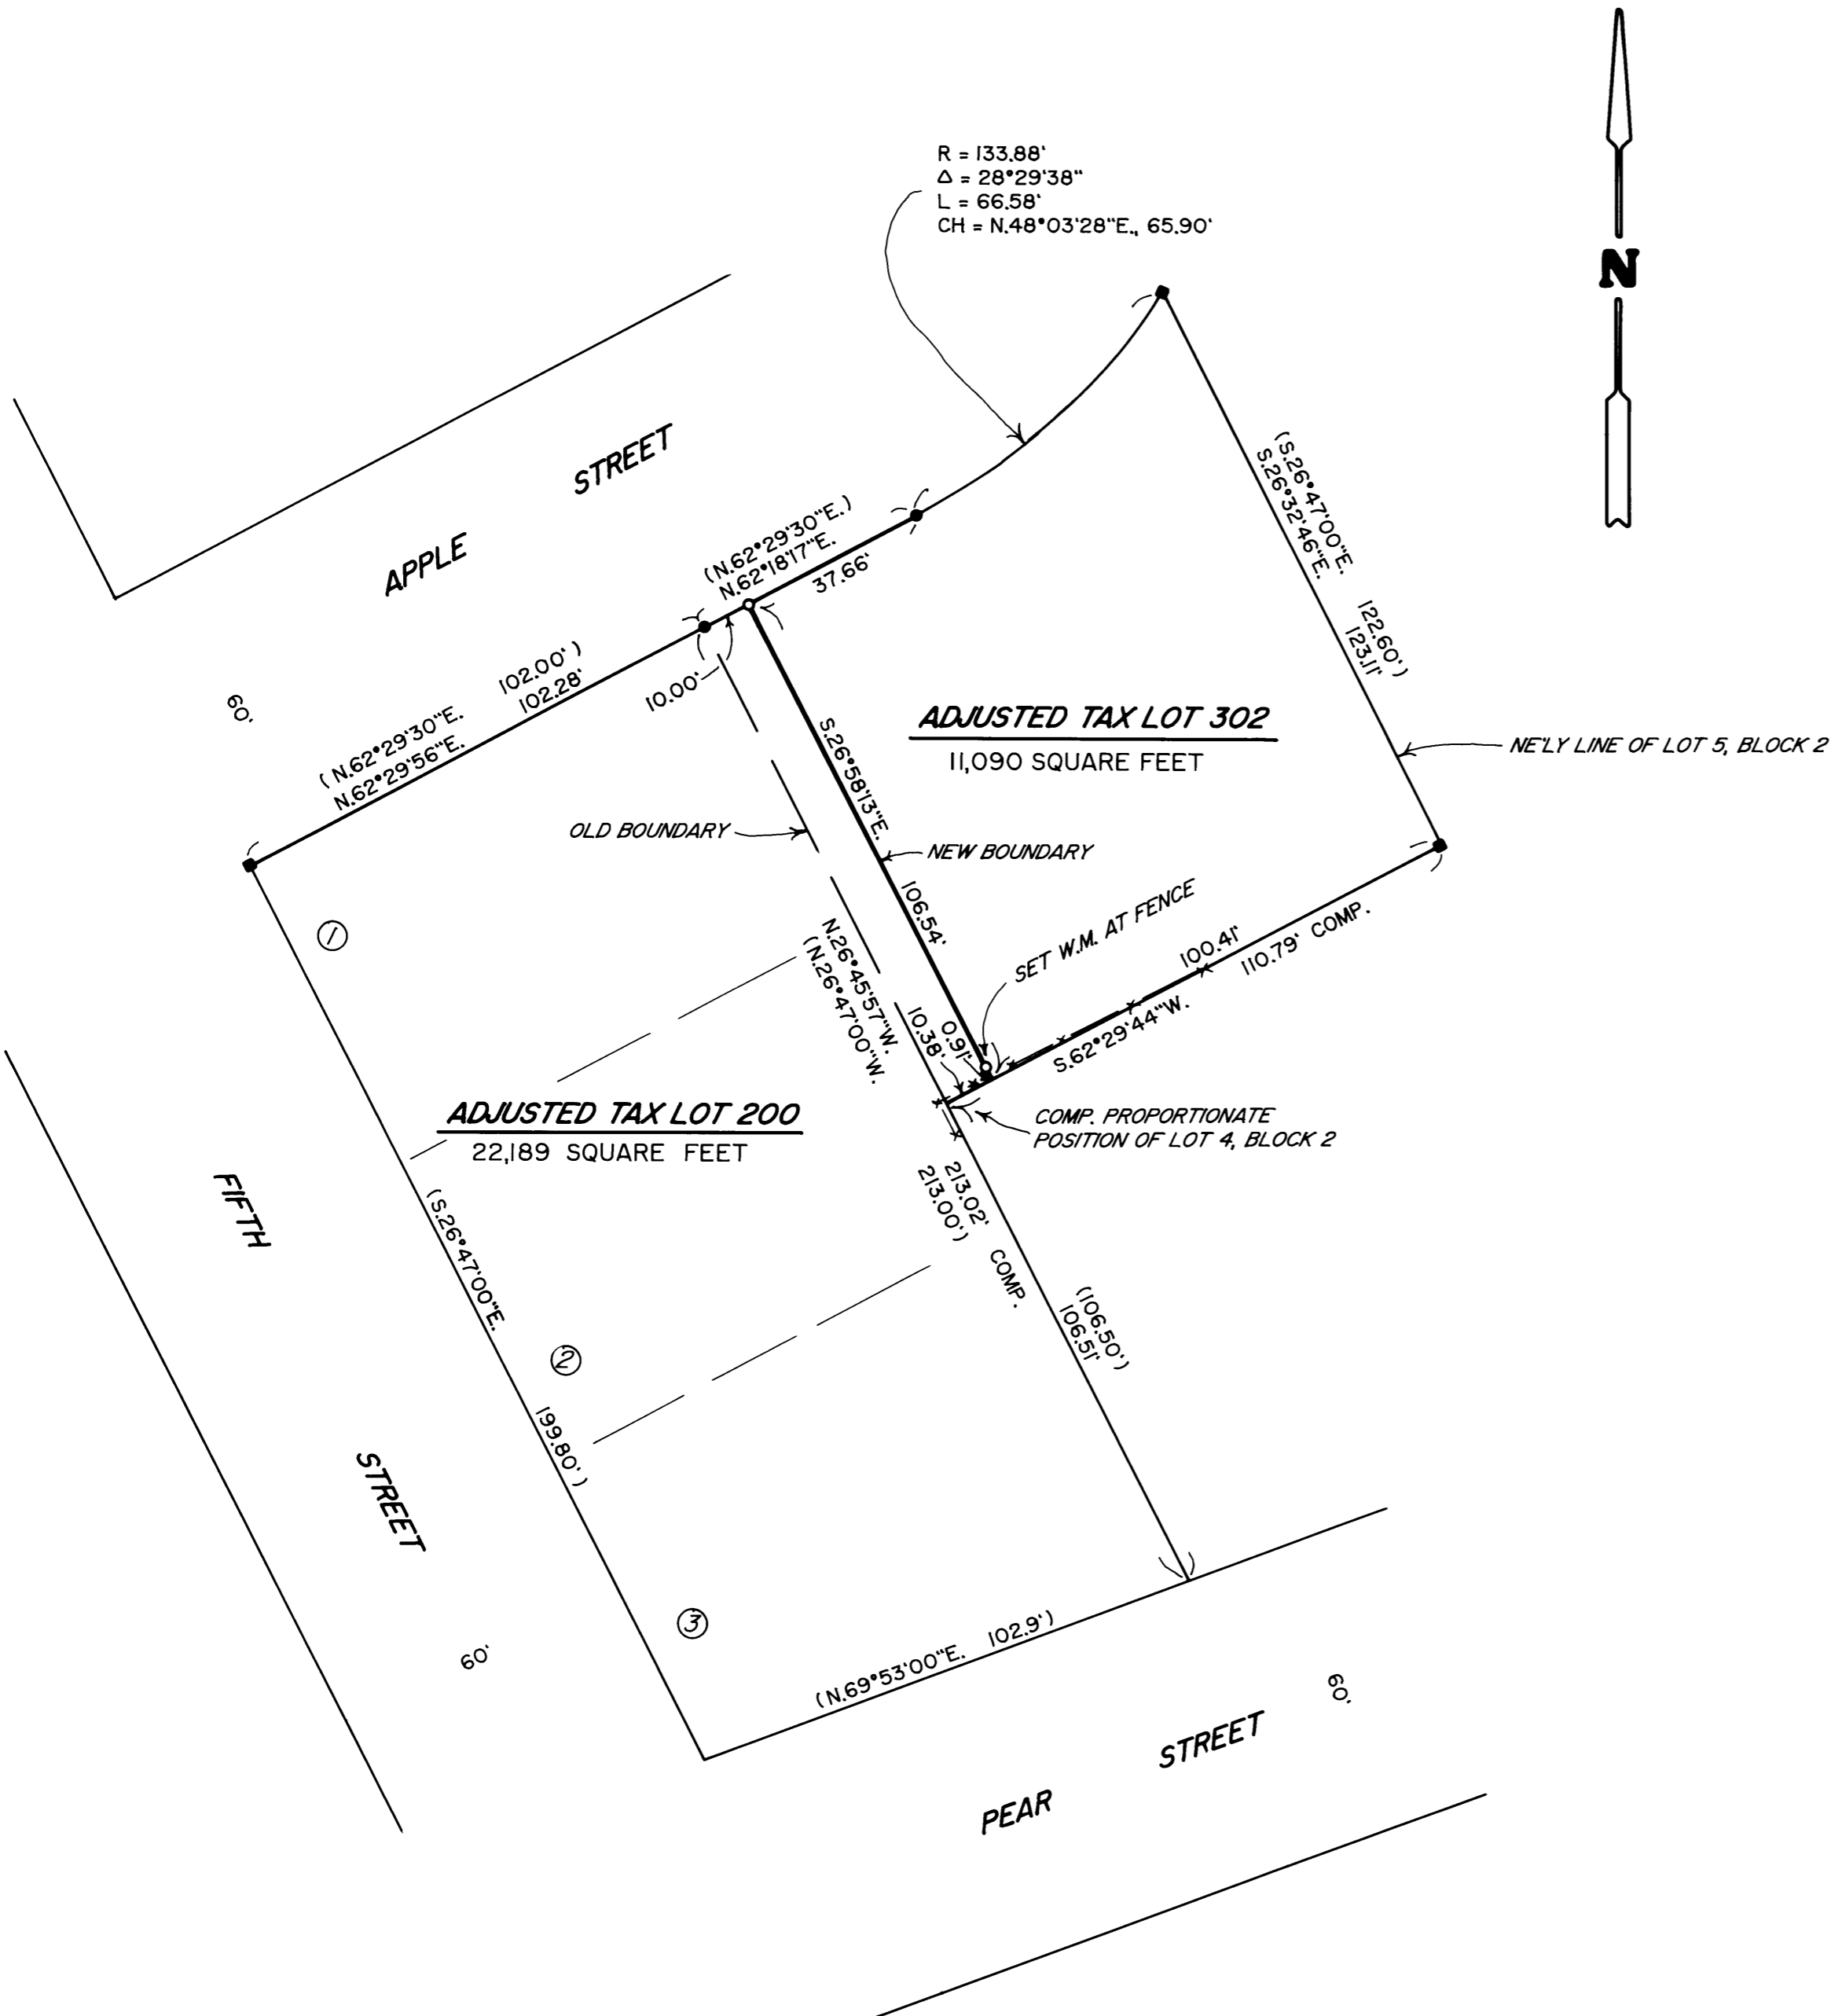 R = 133.88'
Δ = 28°29'38"
L = 66.58'
CH = N.48°03'28"E., 65.90'
N
STREET
APPLE
(N.62°29'30"E.)
N.62°18'17"E.
37.66'
(S.26°47'00"E. 122.60')
S.26°32'46"E. 123.11'
(N.62°29'30"E. 102.00')
N.62°29'56"E. 102.28'
10.00'
60'
ADJUSTED TAX LOT 302
11,090 SQUARE FEET
NE'LY LINE OF LOT 5, BLOCK 2
S.26°58'13"E. 106.54'
OLD BOUNDARY
NEW BOUNDARY
SET W.M. AT FENCE
1
100.41'
110.79' COMP.
S.62°29'44"W.
N.26°45'57"W.
(N.26°47'00"W.
0.91'
10.38'
ADJUSTED TAX LOT 200
22,189 SQUARE FEET
COMP. PROPORTIONATE
POSITION OF LOT 4, BLOCK 2
213.02' COMP.
213.00')
FIFTH
STREET
(S.26°47'00"E. 199.80')
(106.50')
106.51'
2
3
60'
(N.69°53'00"E. 102.9')
60'
STREET
PEAR